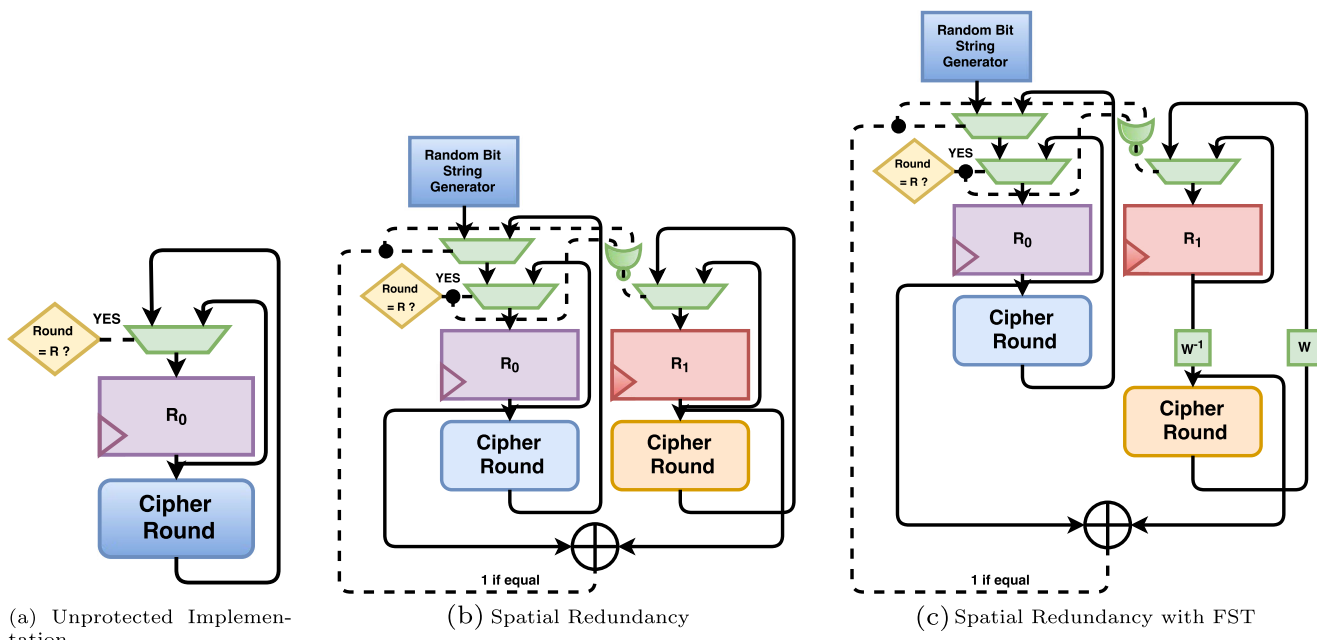 Round
= R ?
YES
R0
Cipher
Round
(a) Unprotected Implemen-
tation
Random Bit
String
Generator
Round
= R ?
YES
R0
R1
Cipher
Round
Cipher
Round
1 if equal
(b) Spatial Redundancy
Random Bit
String
Generator
Round
= R ?
YES
R0
R1
Cipher
Round
W-1
W
Cipher
Round
1 if equal
(c) Spatial Redundancy with FST